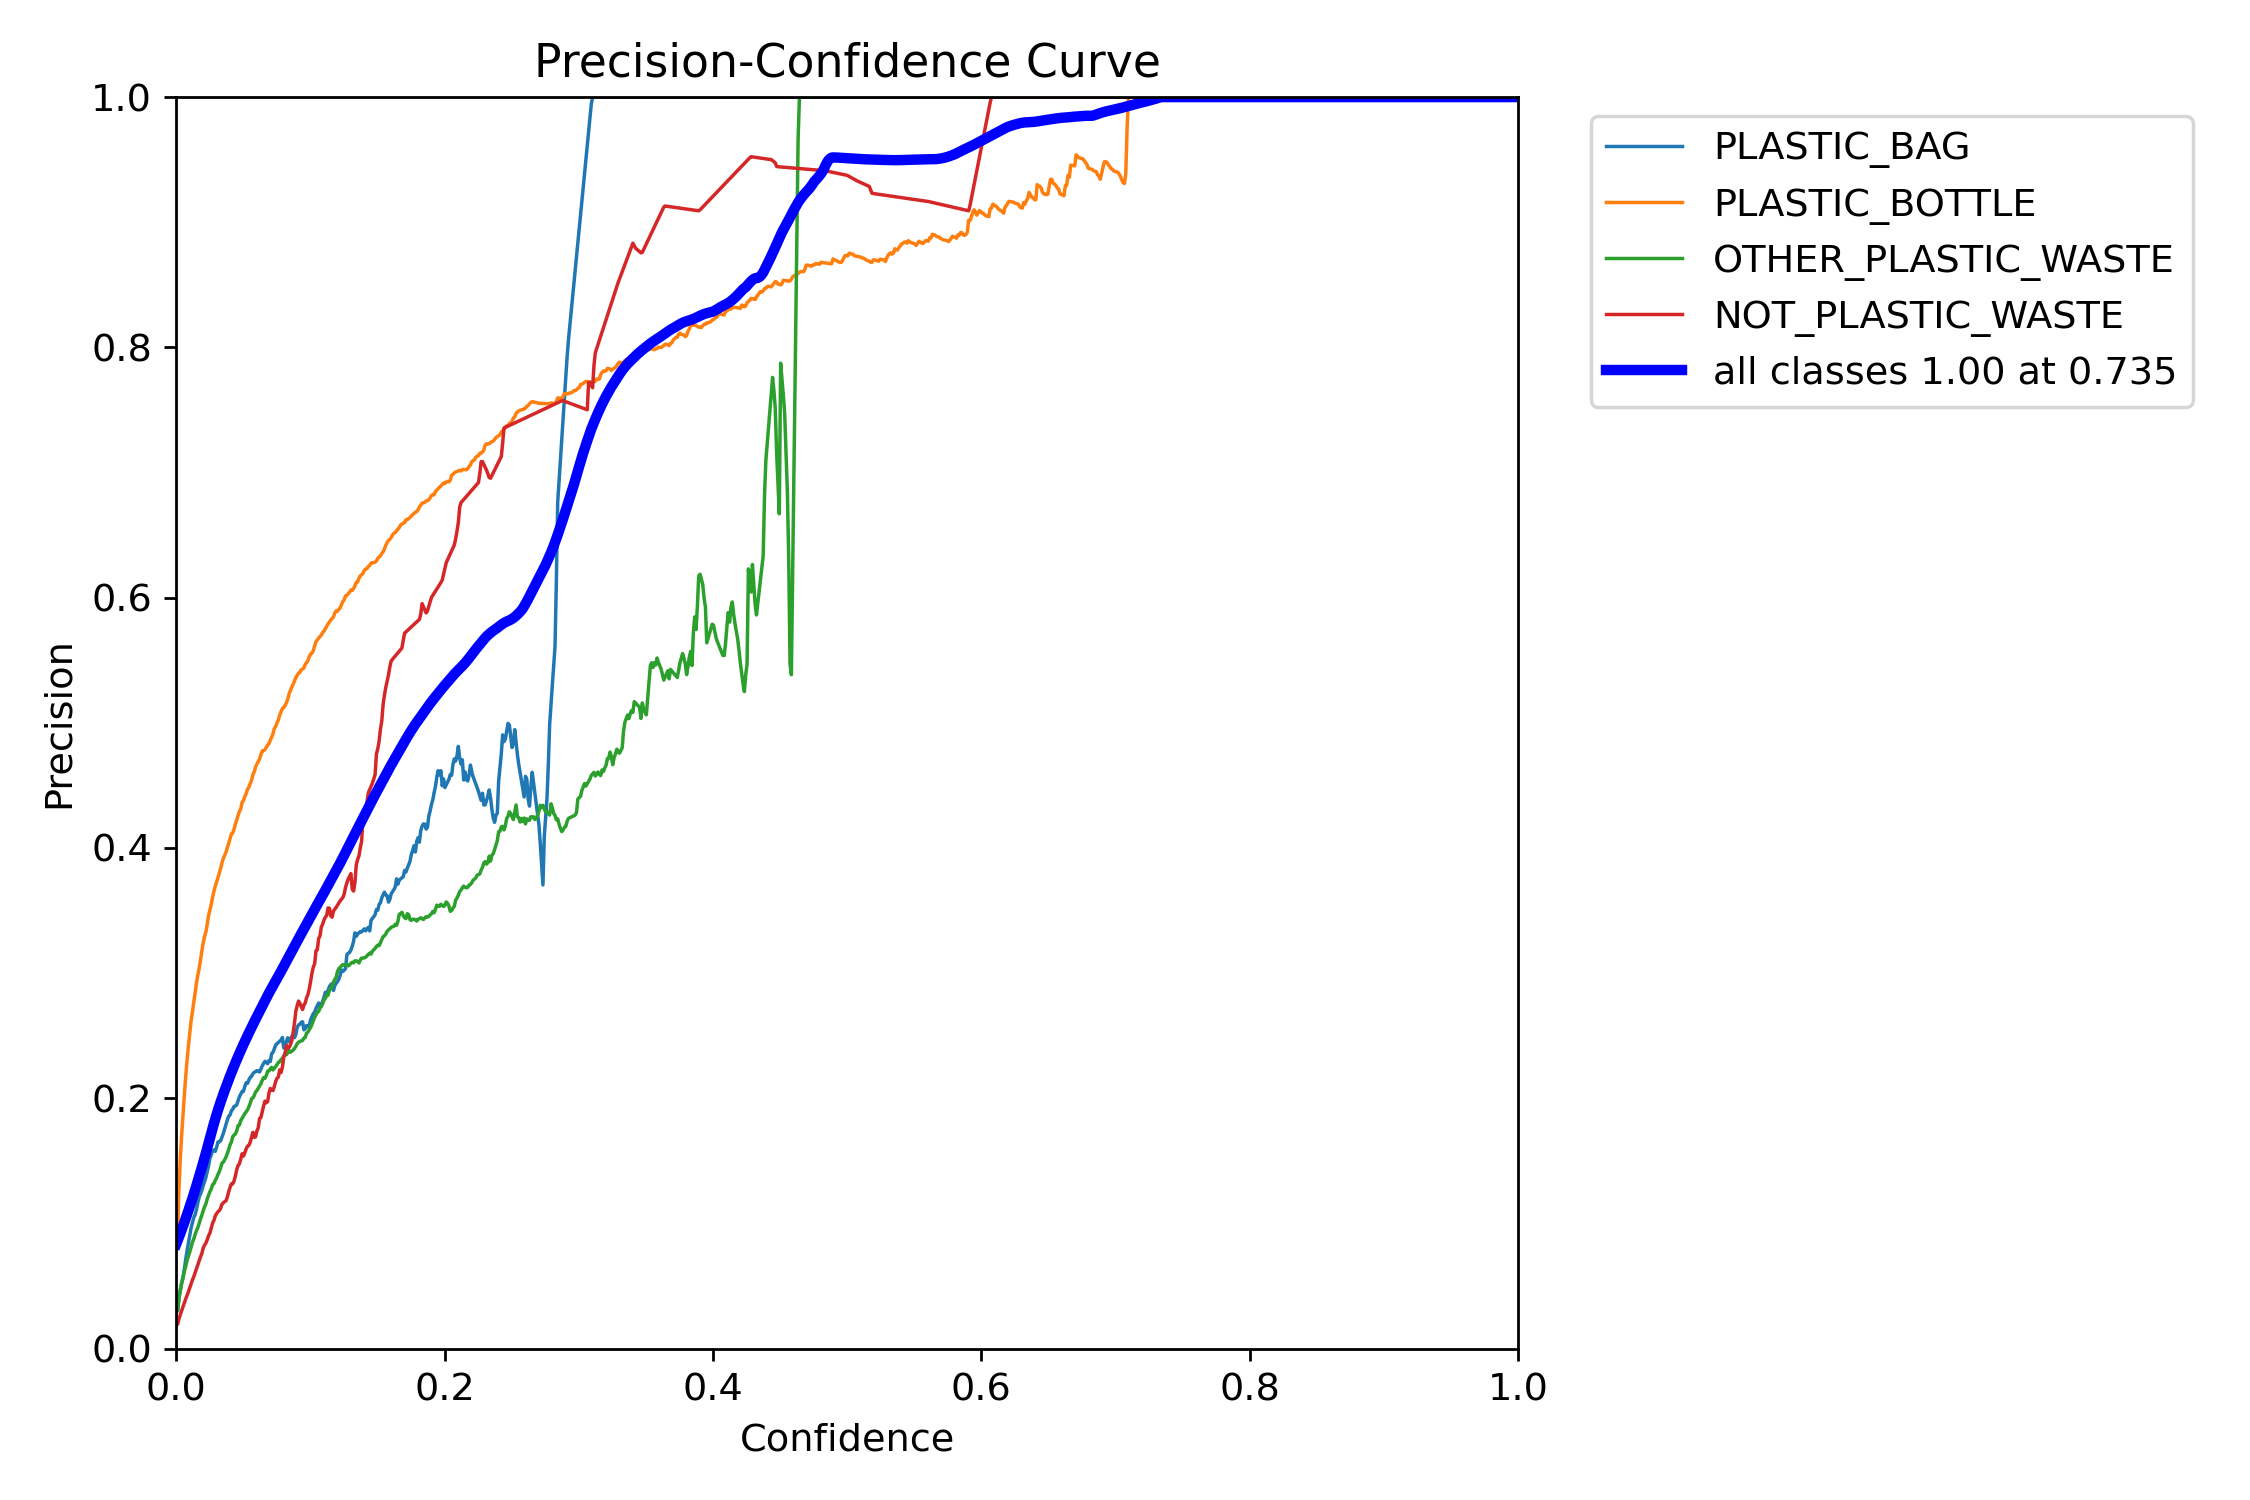 Precision-Confidence Curve
1.0
0.8
0.6
0.4
0.2
0.0
Precision
0.0 0.2 0.4 0.6 0.8 1.0
Confidence
PLASTIC_BAG
PLASTIC_BOTTLE
OTHER_PLASTIC_WASTE
NOT_PLASTIC_WASTE
all classes 1.00 at 0.735